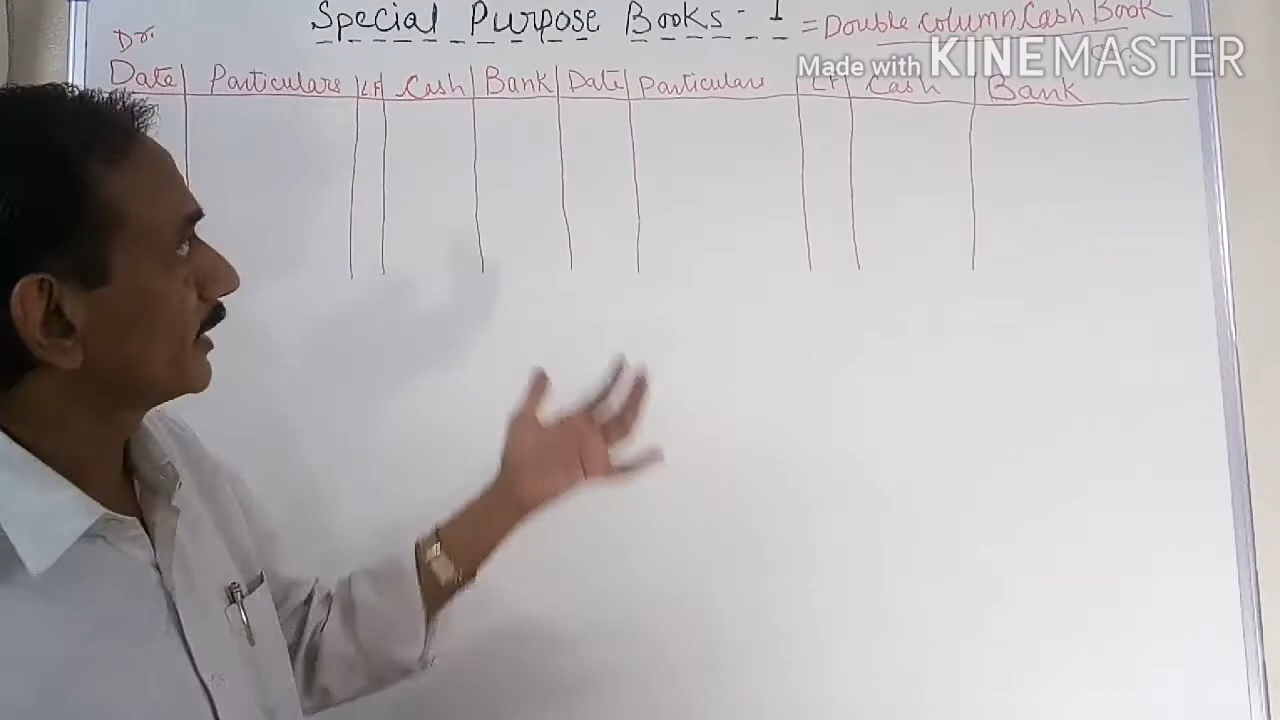 Special Purpose Books - I = Double column Cash Book
Dr.
Made with KINEMASTER
Date Particulars LF Cash Bank Date Particulars LF Cash Bank